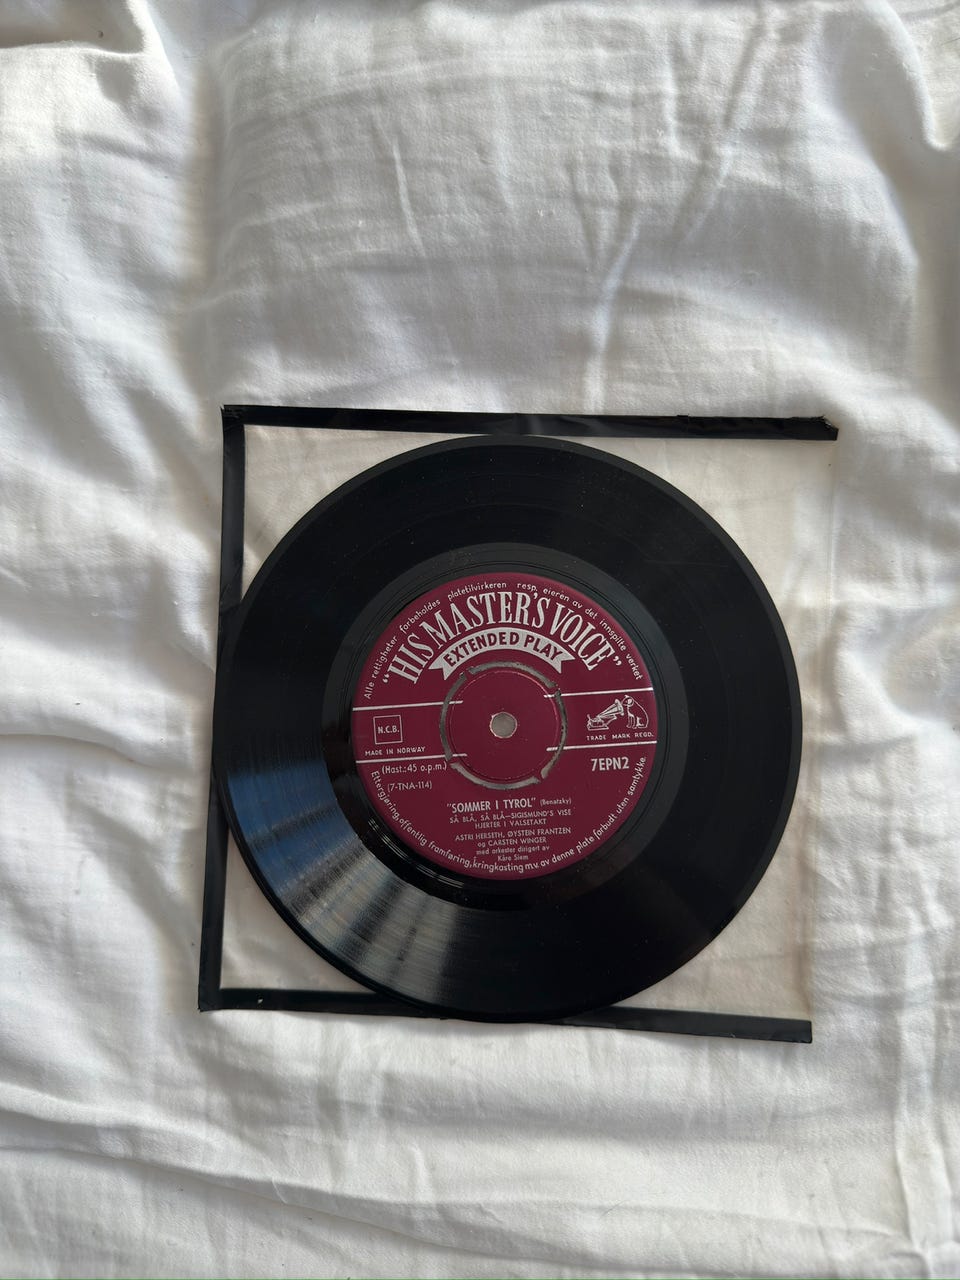 Alle rettigheter forbeholdes platetilvirkeren resp. eieren av det innspilte verket
"HIS MASTER'S VOICE"
EXTENDED PLAY
N.C.B.
MADE IN NORWAY
TRADE MARK REGD.
(Hast.:45 o.p.m.)
7EPN2
(7-TNA-114)
"SOMMER I TYROL" (Benatzky)
SÅ BLÅ, SÅ BLÅ—SIGISMUND'S VISE
HJERTER I VALSETAKT
ASTRI HERSETH, ØYSTEIN FRANTZEN
og CARSTEN WINGER
med orkester dirigert av
Kåre Siem
Ettergjøring, offentlig framføring, kringkasting m.v. av denne plate forbudt uten samtykke